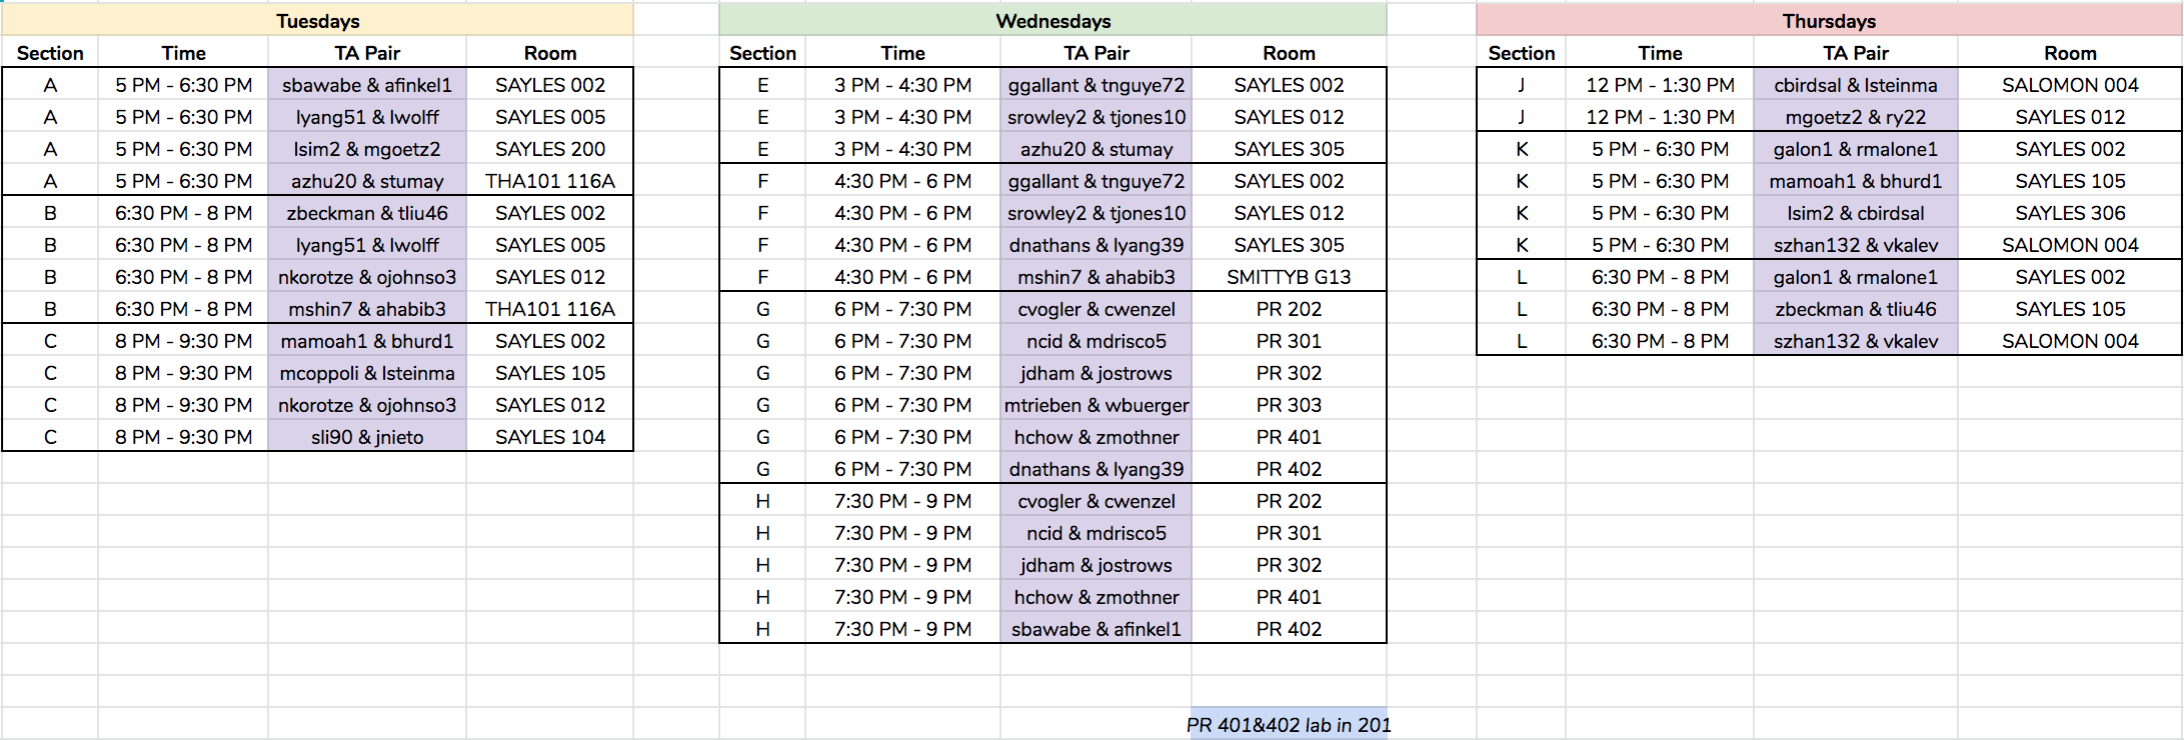 Tuesdays
Section Time TA Pair Room
A 5 PM - 6:30 PM sbawabe & afinkel1 SAYLES 002
A 5 PM - 6:30 PM lyang51 & lwolff SAYLES 005
A 5 PM - 6:30 PM lsim2 & mgoetz2 SAYLES 200
A 5 PM - 6:30 PM azhu20 & stumay THA101 116A
B 6:30 PM - 8 PM zbeckman & tliu46 SAYLES 002
B 6:30 PM - 8 PM lyang51 & lwolff SAYLES 005
B 6:30 PM - 8 PM nkorotze & ojohnso3 SAYLES 012
B 6:30 PM - 8 PM mshin7 & ahabib3 THA101 116A
C 8 PM - 9:30 PM mamoah1 & bhurd1 SAYLES 002
C 8 PM - 9:30 PM mcoppoli & lsteinma SAYLES 105
C 8 PM - 9:30 PM nkorotze & ojohnso3 SAYLES 012
C 8 PM - 9:30 PM sli90 & jnieto SAYLES 104
Wednesdays
Section Time TA Pair Room
E 3 PM - 4:30 PM ggallant & tnguye72 SAYLES 002
E 3 PM - 4:30 PM srowley2 & tjones10 SAYLES 012
E 3 PM - 4:30 PM azhu20 & stumay SAYLES 305
F 4:30 PM - 6 PM ggallant & tnguye72 SAYLES 002
F 4:30 PM - 6 PM srowley2 & tjones10 SAYLES 012
F 4:30 PM - 6 PM dnathans & lyang39 SAYLES 305
F 4:30 PM - 6 PM mshin7 & ahabib3 SMITTYB G13
G 6 PM - 7:30 PM cvogler & cwenzel PR 202
G 6 PM - 7:30 PM ncid & mdrisco5 PR 301
G 6 PM - 7:30 PM jdham & jostrows PR 302
G 6 PM - 7:30 PM mtrieben & wbuerger PR 303
G 6 PM - 7:30 PM hchow & zmothner PR 401
G 6 PM - 7:30 PM dnathans & lyang39 PR 402
H 7:30 PM - 9 PM cvogler & cwenzel PR 202
H 7:30 PM - 9 PM ncid & mdrisco5 PR 301
H 7:30 PM - 9 PM jdham & jostrows PR 302
H 7:30 PM - 9 PM hchow & zmothner PR 401
H 7:30 PM - 9 PM sbawabe & afinkel1 PR 402
PR 401&402 lab in 201
Thursdays
Section Time TA Pair Room
J 12 PM - 1:30 PM cbirdsal & lsteinma SALOMON 004
J 12 PM - 1:30 PM mgoetz2 & ry22 SAYLES 012
K 5 PM - 6:30 PM galon1 & rmalone1 SAYLES 002
K 5 PM - 6:30 PM mamoah1 & bhurd1 SAYLES 105
K 5 PM - 6:30 PM lsim2 & cbirdsal SAYLES 306
K 5 PM - 6:30 PM szhan132 & vkalev SALOMON 004
L 6:30 PM - 8 PM galon1 & rmalone1 SAYLES 002
L 6:30 PM - 8 PM zbeckman & tliu46 SAYLES 105
L 6:30 PM - 8 PM szhan132 & vkalev SALOMON 004